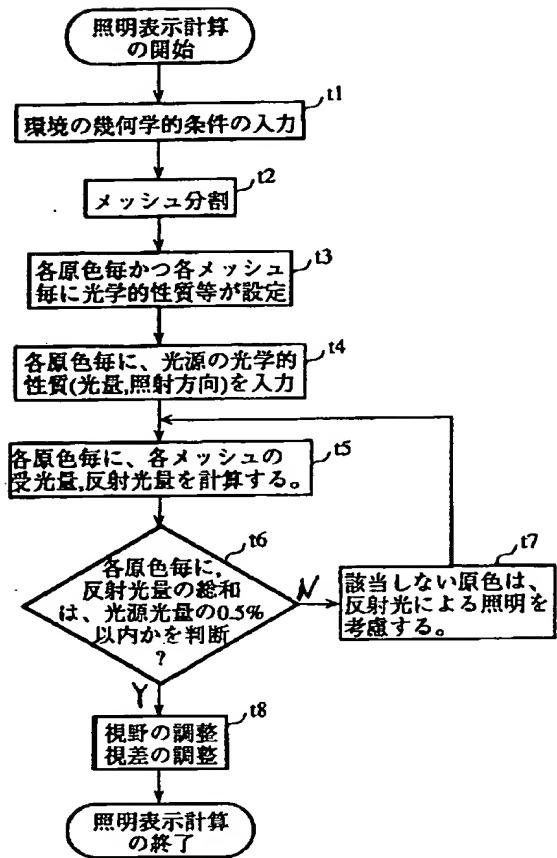 照明表示計算
の開始
t1
環境の幾何学的条件の入力
t2
メッシュ分割
t3
各原色毎かつ各メッシュ
毎に光学的性質等が設定
t4
各原色毎に、光源の光学的
性質(光量,照射方向)を入力
t5
各原色毎に、各メッシュの
受光量,反射光量を計算する。
t6
各原色毎に,
反射光量の総和
は、光源光量の0.5%
以内かを判断
?
N
t7
該当しない原色は、
反射光による照明を
考慮する。
Y
t8
視野の調整
視差の調整
照明表示計算
の終了